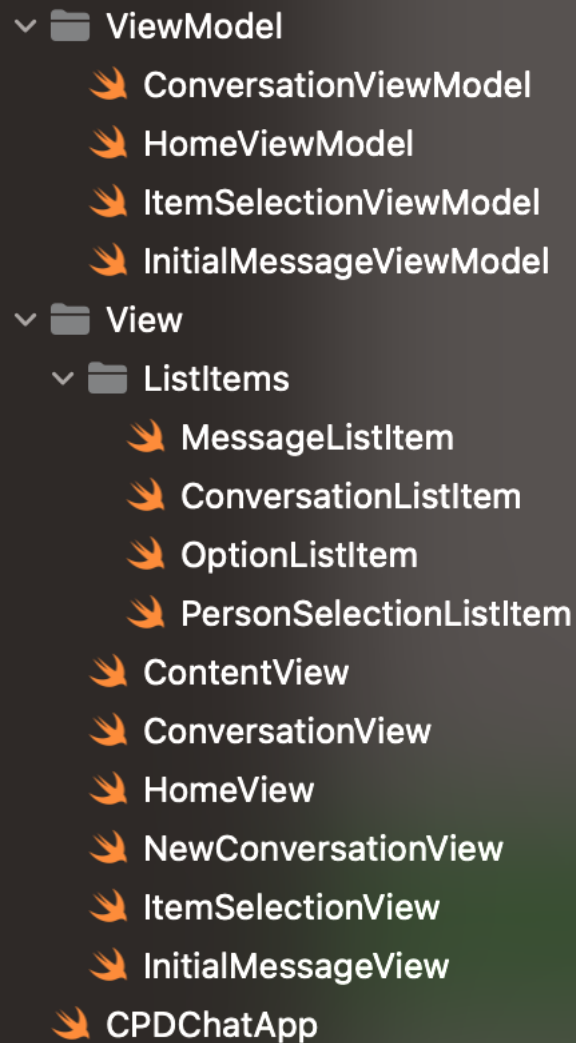 ViewModel
ConversationViewModel
HomeViewModel
ItemSelectionViewModel
InitialMessageViewModel
View
ListItems
MessageListItem
ConversationListItem
OptionListItem
PersonSelectionListItem
ContentView
ConversationView
HomeView
NewConversationView
ItemSelectionView
InitialMessageView
CPDChatApp